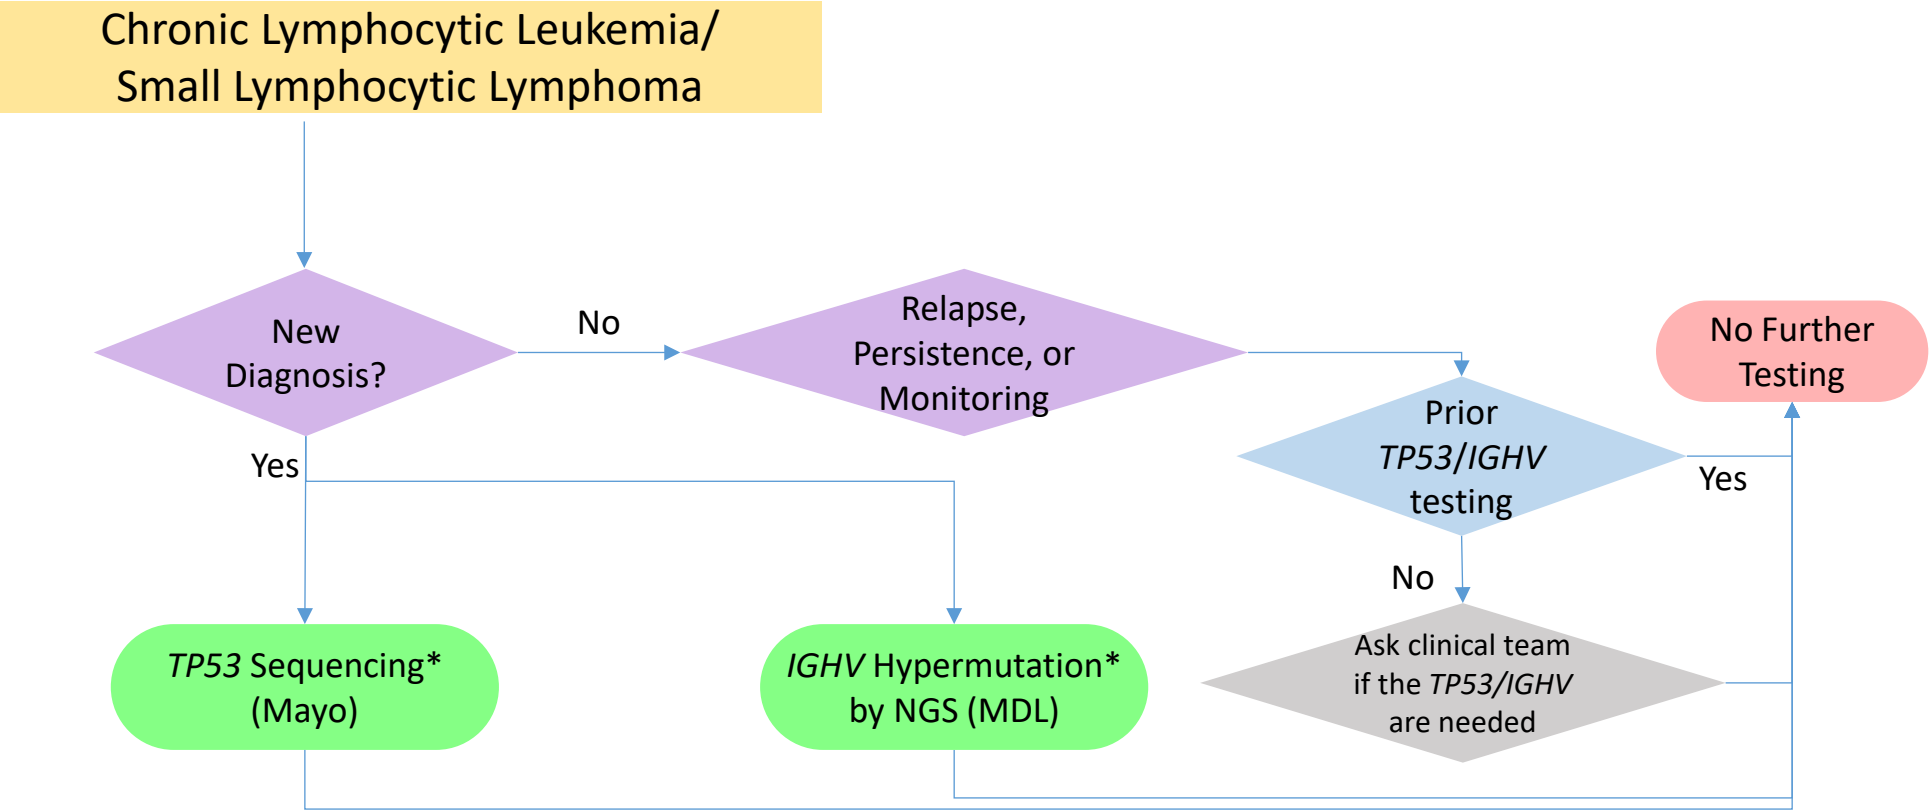 Chronic Lymphocytic Leukemia/
Small Lymphocytic Lymphoma
New
Diagnosis?
No
Relapse,
Persistence, or
Monitoring
No Further
Testing
Prior
TP53/IGHV
testing
Yes
Yes
No
Ask clinical team
if the TP53/IGHV
are needed
TP53 Sequencing*
(Mayo)
IGHV Hypermutation*
by NGS (MDL)